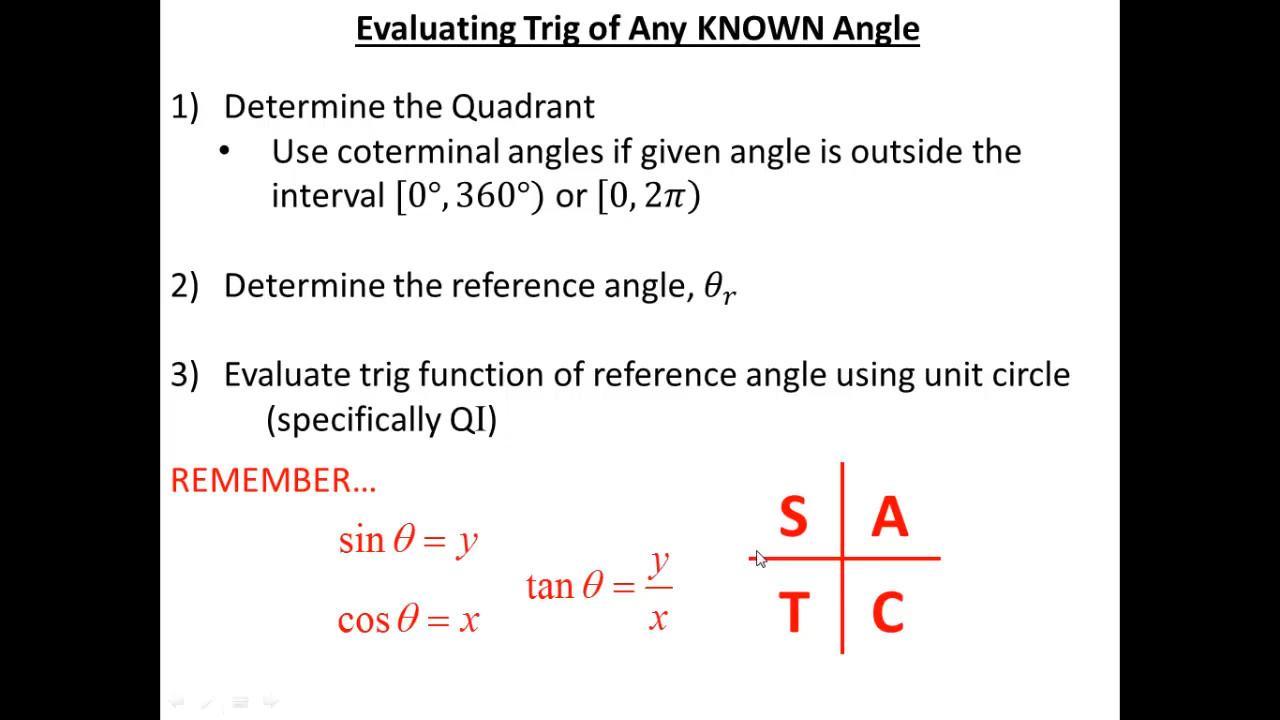 Evaluating Trig of Any KNOWN Angle
1) Determine the Quadrant
• Use coterminal angles if given angle is outside the
interval [0°, 360°) or [0, 2π)
2) Determine the reference angle, θᵣ
3) Evaluate trig function of reference angle using unit circle
(specifically QI)
REMEMBER...
sin θ = y
cos θ = x
tan θ = y/x
S A
T C